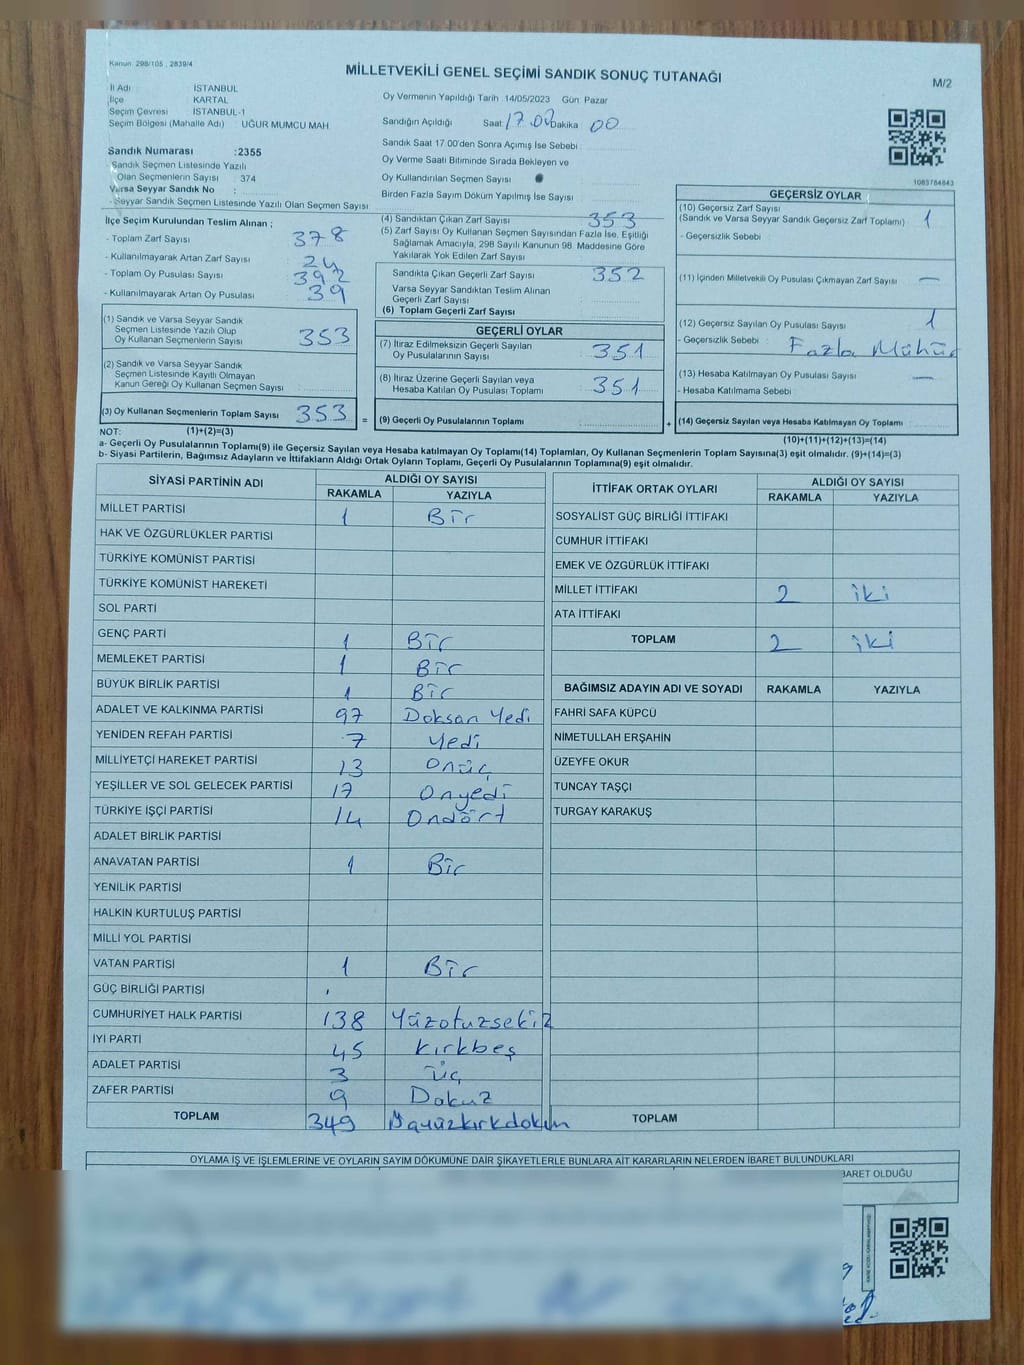 Kanun: 298/105 , 2839/4
MİLLETVEKİLİ GENEL SEÇİMİ SANDIK SONUÇ TUTANAĞI
M/2
İl Adı : İSTANBUL
İlçe : KARTAL
Seçim Çevresi : İSTANBUL-1
Seçim Bölgesi (Mahalle Adı) : UĞUR MUMCU MAH
Oy Vermenin Yapıldığı Tarih :14/05/2023 Gün: Pazar
Sandığın Açıldığı Saat: 17.00 Dakika 00
Sandık Saat 17:00'den Sonra Açımış İse Sebebi :
Oy Verme Saati Bitiminde Sırada Bekleyen ve
Oy Kullandırılan Seçmen Sayısı :
Birden Fazla Sayım Döküm Yapılmış İse Sayısı :
1083784843
Sandık Numarası :2355
- Sandık Seçmen Listesinde Yazılı
Olan Seçmenlerin Sayısı : 374
Varsa Seyyar Sandık No :
- Seyyar Sandık Seçmen Listesinde Yazılı Olan Seçmen Sayısı:
İlçe Seçim Kurulundan Teslim Alınan ;
- Toplam Zarf Sayısı : 378
- Kullanılmayarak Artan Zarf Sayısı : 24
- Toplam Oy Pusulası Sayısı : 392
- Kullanılmayarak Artan Oy Pusulası : 39
(1) Sandık ve Varsa Seyyar Sandık
Seçmen Listesinde Yazılı Olup
Oy Kullanan Seçmenlerin Sayısı : 353
(2) Sandık ve Varsa Seyyar Sandık
Seçmen Listesinde Kayıtlı Olmayan
Kanun Gereği Oy Kullanan Seçmen Sayısı :
(3) Oy Kullanan Seçmenlerin Toplam Sayısı : 353 =
(1)+(2)=(3)
(4) Sandıktan Çıkan Zarf Sayısı : 353
(5) Zarf Sayısı Oy Kullanan Seçmen Sayısından Fazla İse, Eşitliği
Sağlamak Amacıyla, 298 Sayılı Kanunun 98. Maddesine Göre
Yakılarak Yok Edilen Zarf Sayısı :
Sandıkta Çıkan Geçerli Zarf Sayısı : 352
Varsa Seyyar Sandıktan Teslim Alınan
Geçerli Zarf Sayısı :
(6) Toplam Geçerli Zarf Sayısı :
GEÇERLİ OYLAR
(7) İtiraz Edilmeksizin Geçerli Sayılan
Oy Pusulalarının Sayısı : 351
(8) İtiraz Üzerine Geçerli Sayılan veya
Hesaba Katılan Oy Pusulası Toplamı : 351
(9) Geçerli Oy Pusulalarının Toplamı : +
GEÇERSİZ OYLAR
(10) Geçersiz Zarf Sayısı
(Sandık ve Varsa Seyyar Sandık Geçersiz Zarf Toplamı) : 1
- Geçersizlik Sebebi :
(11) İçinden Milletvekili Oy Pusulası Çıkmayan Zarf Sayısı : —
(12) Geçersiz Sayılan Oy Pusulası Sayısı : 1
- Geçersizlik Sebebi : Fazla Mühür
(13) Hesaba Katılmayan Oy Pusulası Sayısı : —
- Hesaba Katılmama Sebebi :
(14) Geçersiz Sayılan veya Hesaba Katılmayan Oy Toplamı :
(10)+(11)+(12)+(13)=(14)
NOT:
a- Geçerli Oy Pusulalarının Toplamı(9) ile Geçersiz Sayılan veya Hesaba katılmayan Oy Toplamı(14) Toplamları, Oy Kullanan Seçmenlerin Toplam Sayısına(3) eşit olmalıdır. (9)+(14)=(3)
b- Siyasi Partilerin, Bağımsız Adayların ve İttifakların Aldığı Ortak Oyların Toplamı, Geçerli Oy Pusulalarının Toplamına(9) eşit olmalıdır.
SİYASİ PARTİNİN ADI ALDIĞI OY SAYISI
RAKAMLA YAZIYLA
MİLLET PARTİSİ 1 Bir
HAK VE ÖZGÜRLÜKLER PARTİSİ
TÜRKİYE KOMÜNİST PARTİSİ
TÜRKİYE KOMÜNİST HAREKETİ
SOL PARTİ
GENÇ PARTİ 1 Bir
MEMLEKET PARTİSİ 1 Bir
BÜYÜK BİRLİK PARTİSİ 1 Bir
ADALET VE KALKINMA PARTİSİ 97 Doksan Yedi
YENİDEN REFAH PARTİSİ 7 Yedi
MİLLİYETÇİ HAREKET PARTİSİ 13 Onüç
YEŞİLLER VE SOL GELECEK PARTİSİ 17 Onyedi
TÜRKİYE İŞÇİ PARTİSİ 14 Ondört
ADALET BİRLİK PARTİSİ
ANAVATAN PARTİSİ 1 Bir
YENİLİK PARTİSİ
HALKIN KURTULUŞ PARTİSİ
MİLLİ YOL PARTİSİ
VATAN PARTİSİ 1 Bir
GÜÇ BİRLİĞİ PARTİSİ
CUMHURİYET HALK PARTİSİ 138 Yüzotuzsekiz
İYİ PARTİ 45 Kırkbeş
ADALET PARTİSİ 3 üç
ZAFER PARTİSİ 9 Dokuz
TOPLAM 349
İTTİFAK ORTAK OYLARI ALDIĞI OY SAYISI
RAKAMLA YAZIYLA
SOSYALİST GÜÇ BİRLİĞİ İTTİFAKI
CUMHUR İTTİFAKI
EMEK VE ÖZGÜRLÜK İTTİFAKI
MİLLET İTTİFAKI 2 iki
ATA İTTİFAKI
TOPLAM 2 iki
BAĞIMSIZ ADAYIN ADI VE SOYADI RAKAMLA YAZIYLA
FAHRİ SAFA KÜPCÜ
NİMETULLAH ERŞAHİN
ÜZEYFE OKUR
TUNCAY TAŞÇI
TURGAY KARAKUŞ
TOPLAM
OYLAMA İŞ VE İŞLEMLERİNE VE OYLARIN SAYIM DÖKÜMÜNE DAİR ŞİKAYETLERLE BUNLARA AİT KARARLARIN NELERDEN İBARET BULUNDUKLARI
BARET OLDUĞU